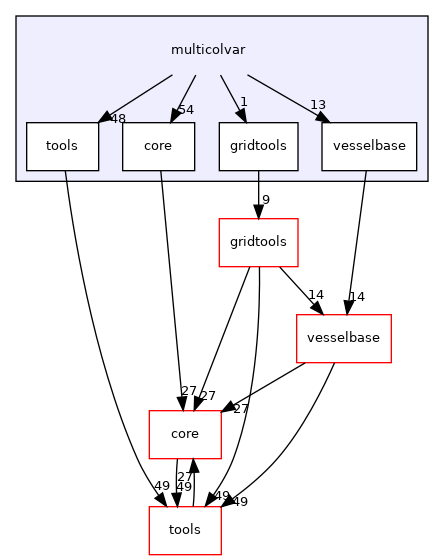 multicolvar
48
54
1
13
tools
core
gridtools
vesselbase
9
gridtools
14
14
vesselbase
27
27
27
core
49
27
49
49
49
tools